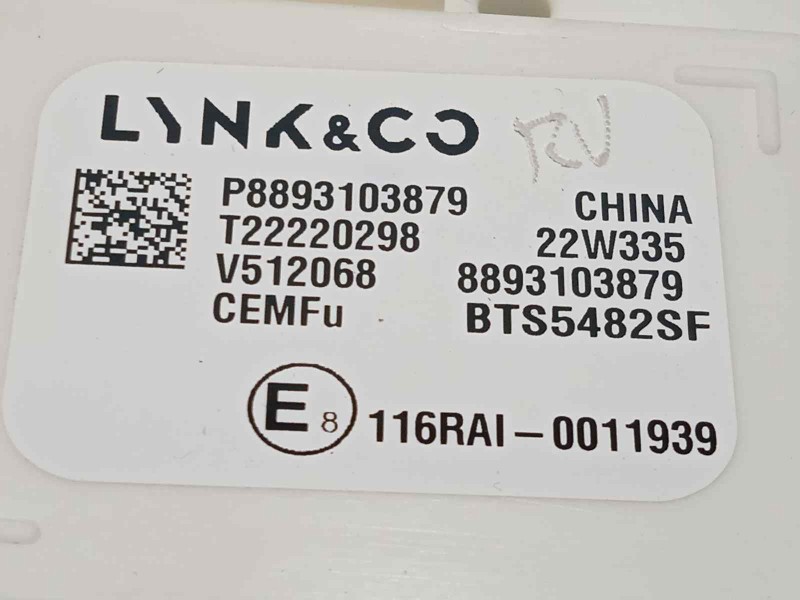 LYNK&CO
P8893103879 CHINA
T22220298 22W335
V512068 8893103879
CEMFu BTS5482SF
E8 116RAI-0011939